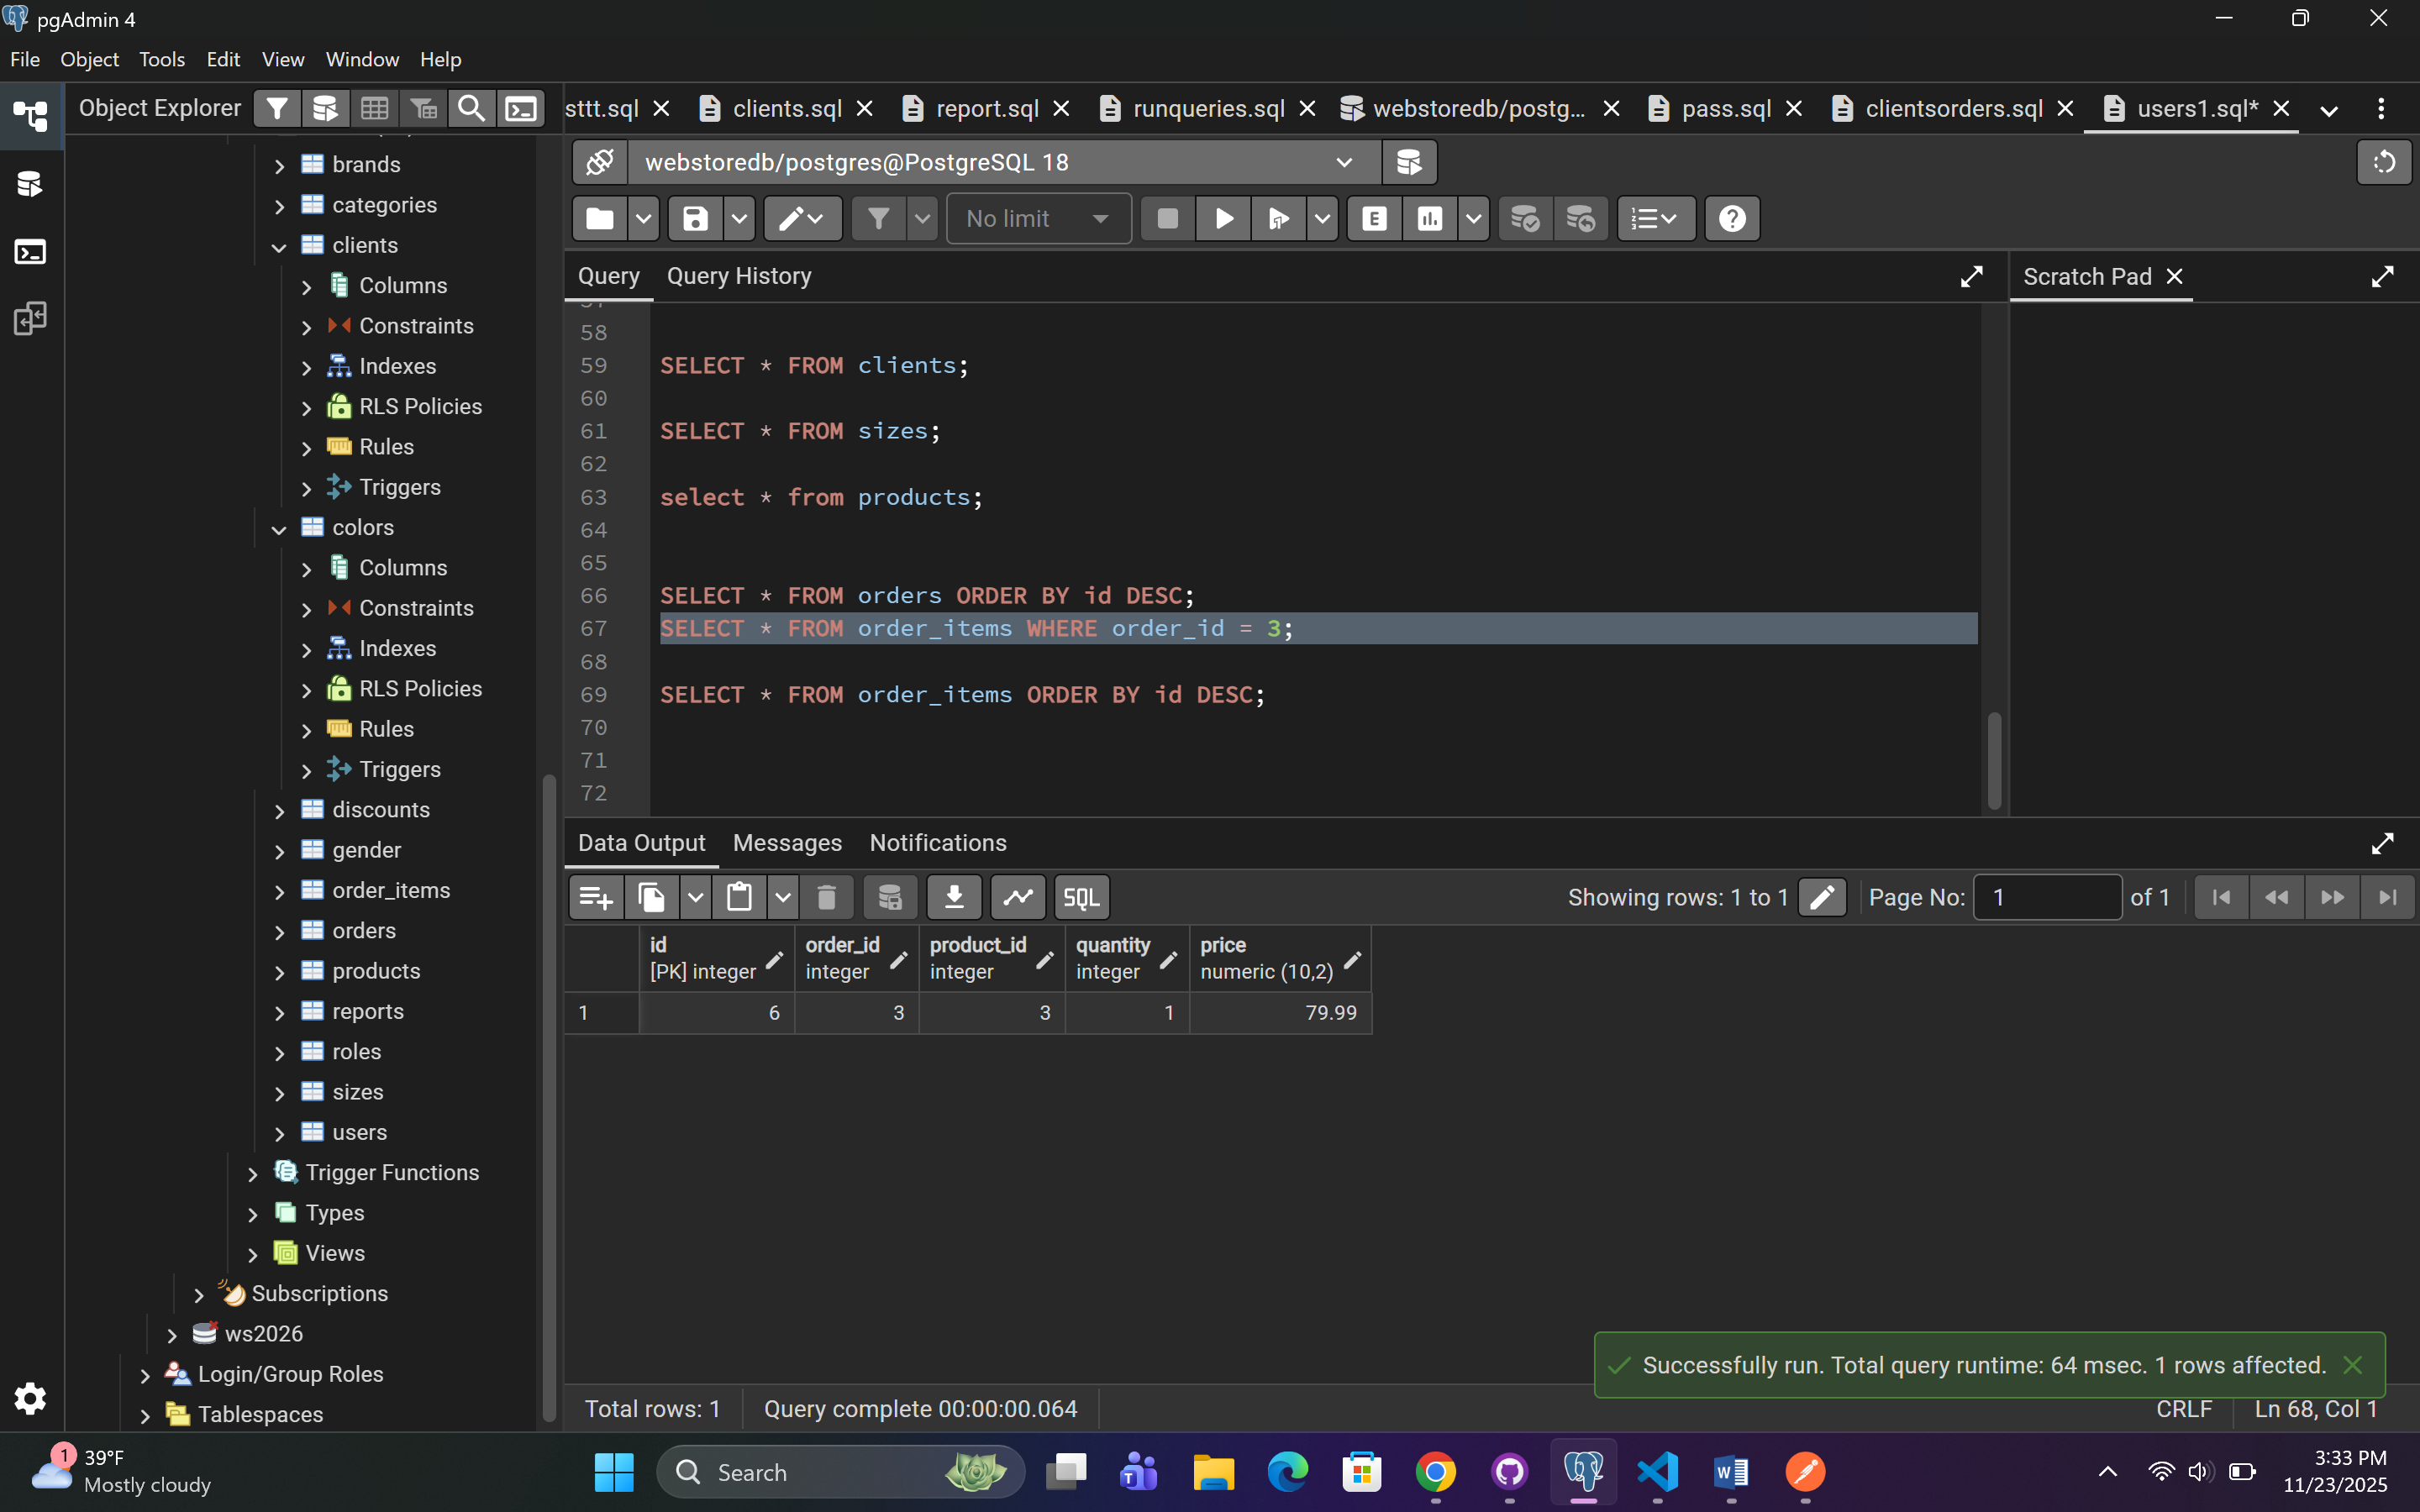 pgAdmin 4
File Object Tools Edit View Window Help
Object Explorer
sttt.sql clients.sql report.sql runqueries.sql webstoredb/postg... pass.sql clientsorders.sql users1.sql*
webstoredb/postgres@PostgreSQL 18
No limit
E
Query Query History
Scratch Pad
brands
categories
clients
Columns
Constraints
Indexes
RLS Policies
Rules
Triggers
colors
Columns
Constraints
Indexes
RLS Policies
Rules
Triggers
discounts
gender
order_items
orders
products
reports
roles
sizes
users
Trigger Functions
Types
Views
Subscriptions
ws2026
Login/Group Roles
Tablespaces
58
59 SELECT * FROM clients;
60
61 SELECT * FROM sizes;
62
63 select * from products;
64
65
66 SELECT * FROM orders ORDER BY id DESC;
67 SELECT * FROM order_items WHERE order_id = 3;
68
69 SELECT * FROM order_items ORDER BY id DESC;
70
71
72
Data Output Messages Notifications
SQL
Showing rows: 1 to 1 Page No: 1 of 1
id order_id product_id quantity price
[PK] integer integer integer integer numeric (10,2)
1 6 3 3 1 79.99
Successfully run. Total query runtime: 64 msec. 1 rows affected.
Total rows: 1 Query complete 00:00:00.064 CRLF Ln 68, Col 1
1
39°F
Mostly cloudy
Search
3:33 PM
11/23/2025